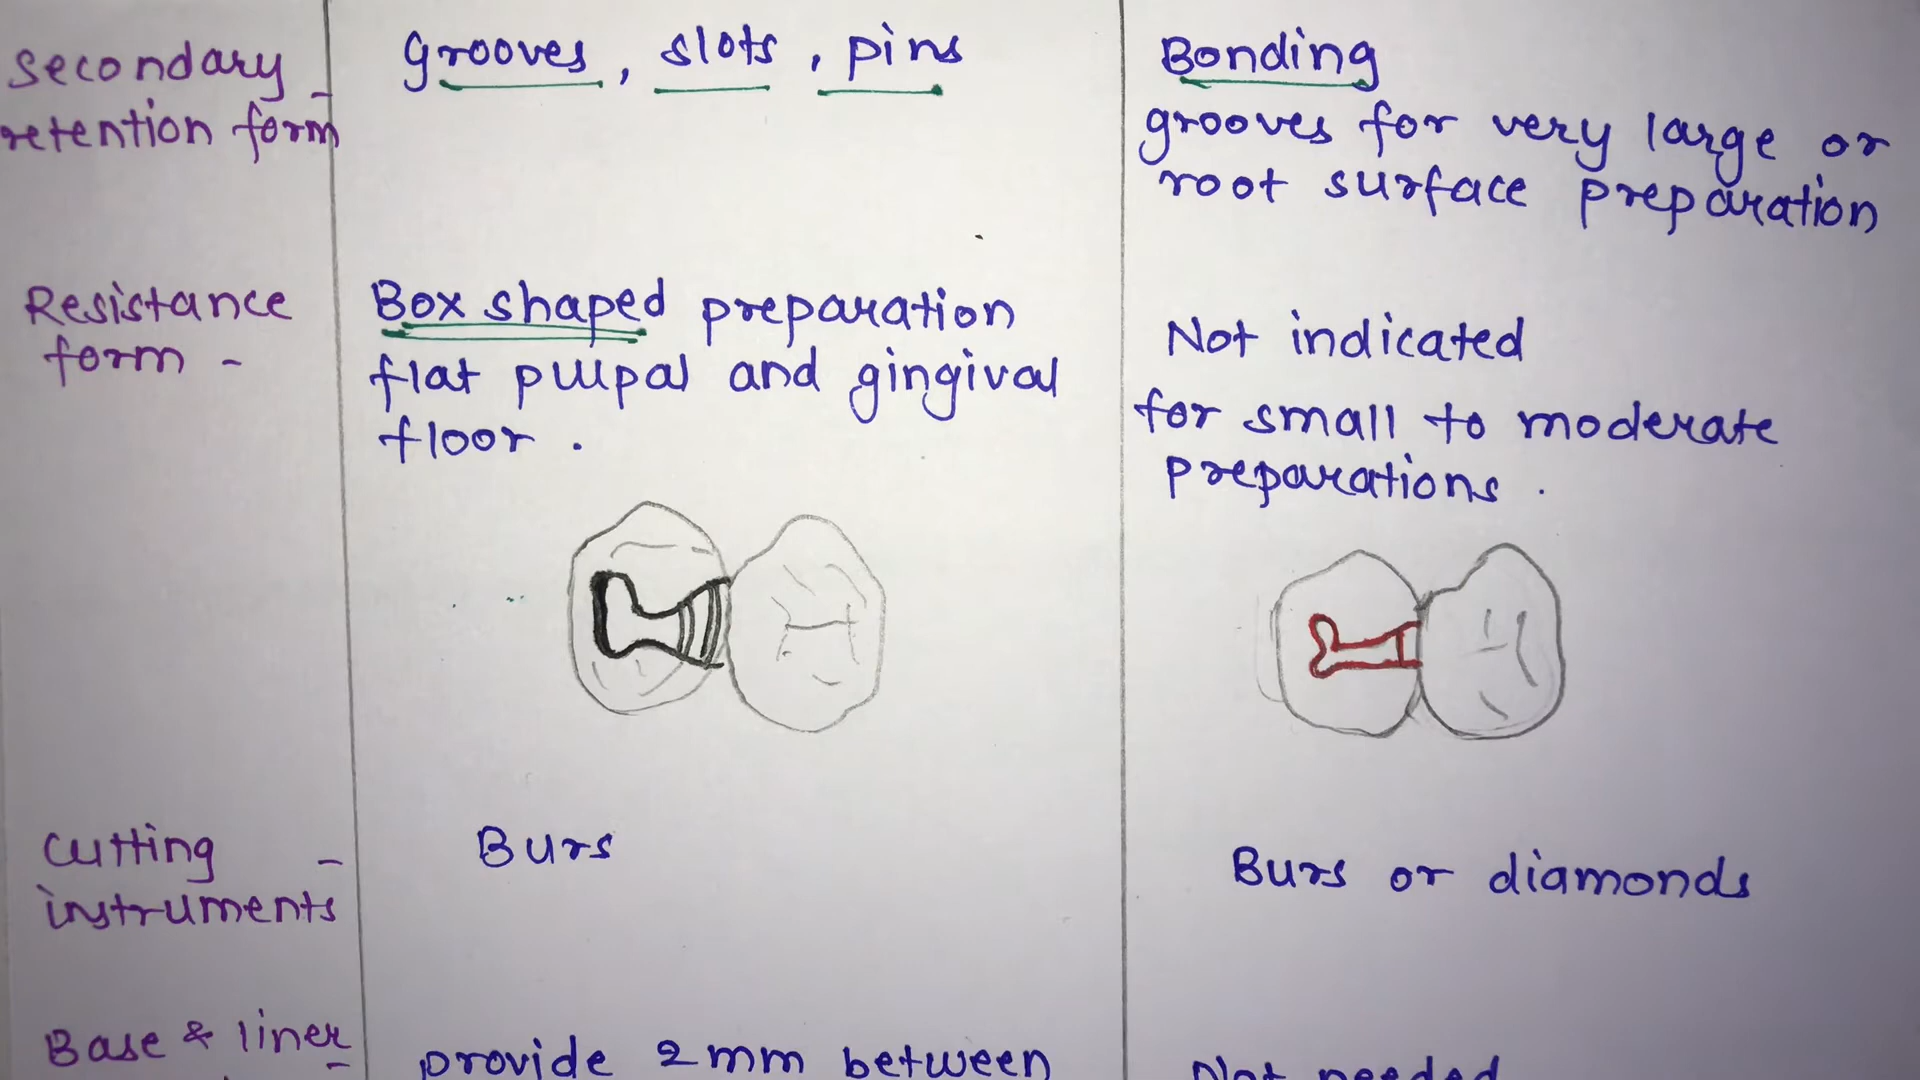 Secondary -
retention form
grooves, slots, pins
Bonding
grooves for very large or
root surface preparation
Resistance
form -
Box shaped preparation
flat pulpal and gingival
floor.
Not indicated
for small to moderate
preparations.
Cutting -
instruments
Burs
Burs or diamonds
Base & liner
-
provide 2mm between
Not needed